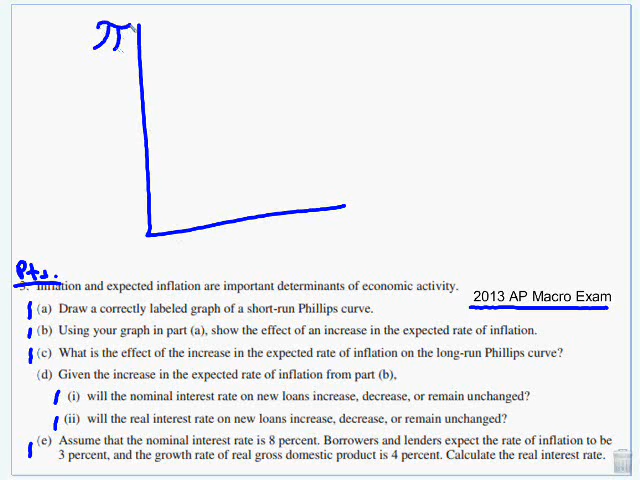 π
Pts.
3. Inflation and expected inflation are important determinants of economic activity.
2013 AP Macro Exam
(a) Draw a correctly labeled graph of a short-run Phillips curve.
(b) Using your graph in part (a), show the effect of an increase in the expected rate of inflation.
(c) What is the effect of the increase in the expected rate of inflation on the long-run Phillips curve?
(d) Given the increase in the expected rate of inflation from part (b),
1 (i) will the nominal interest rate on new loans increase, decrease, or remain unchanged?
1 (ii) will the real interest rate on new loans increase, decrease, or remain unchanged?
1 (e) Assume that the nominal interest rate is 8 percent. Borrowers and lenders expect the rate of inflation to be
3 percent, and the growth rate of real gross domestic product is 4 percent. Calculate the real interest rate.